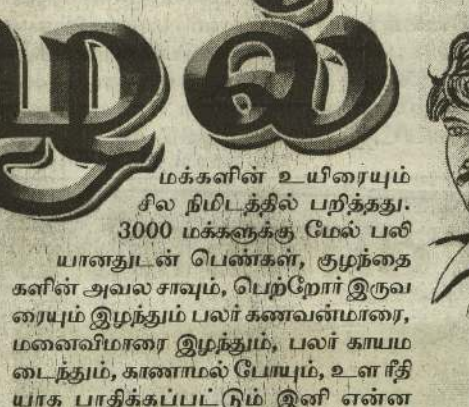 ழல்
மக்களின் உயிரையும்
சில நிமிடத்தில் பறித்தது.
3000 மக்களுக்கு மேல் பலி
யானதுடன் பெண்கள், குழந்தை
களின் அவல சாவும், பெற்றோர் இருவ
ரையும் இழந்தும் பலர் கணவன்மாரை,
மனைவிமாரை இழந்தும், பலர் காயம
டைந்தும், காணாமல் போயும், உள ரீதி
யாக பாதிக்கப்பட்டும் இனி என்ன